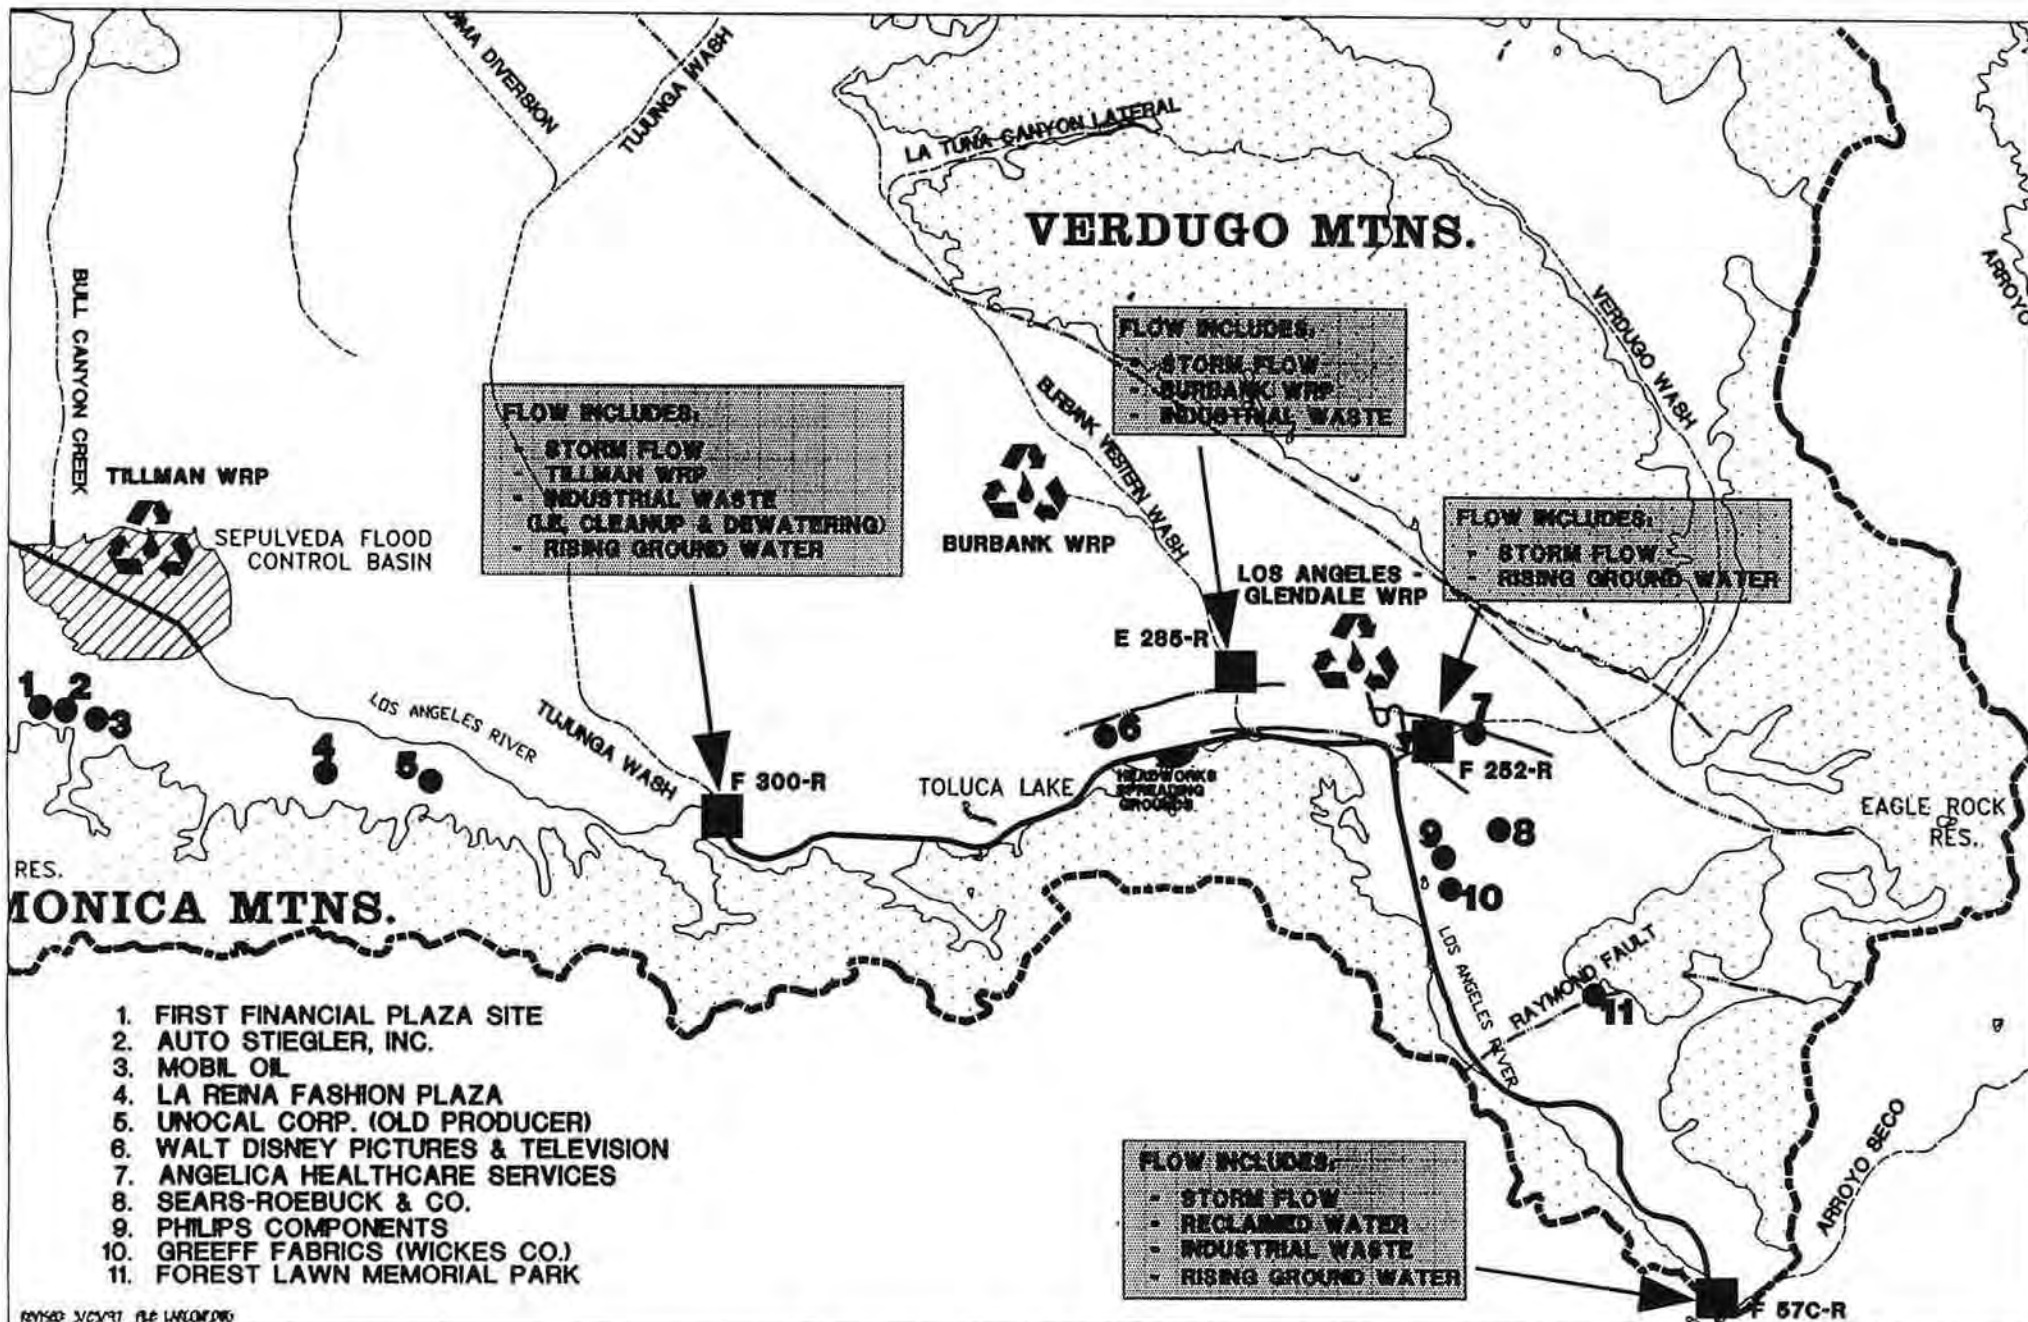 TUJUNGA WASH
DIVERSION
LA TUNA CANYON LATERAL
VERDUGO MTNS.
ARROYO
BULL CANYON CREEK
VERDUGO WASH
FLOW INCLUDES:
- STORM FLOW
- BURBANK WRP
- INDUSTRIAL WASTE
FLOW INCLUDES:
- STORM FLOW
- TILLMAN WRP
- INDUSTRIAL WASTE
(I.E. CLEANUP & DEWATERING)
- RISING GROUND WATER
BURBANK WESTERN WASH
TILLMAN WRP
SEPULVEDA FLOOD
CONTROL BASIN
BURBANK WRP
FLOW INCLUDES:
- STORM FLOW
- RISING GROUND WATER
LOS ANGELES -
GLENDALE WRP
E 285-R
1
2
3
4
5
LOS ANGELES RIVER
TUJUNGA WASH
F 300-R
6
7
F 252-R
TOLUCA LAKE
HEADWORKS
SPREADING
GROUNDS
8
9
10
EAGLE ROCK
RES.
RES.
MONICA MTNS.
LOS ANGELES RIVER
RAYMOND FAULT
11
1. FIRST FINANCIAL PLAZA SITE
2. AUTO STIEGLER, INC.
3. MOBIL OIL
4. LA REINA FASHION PLAZA
5. UNOCAL CORP. (OLD PRODUCER)
6. WALT DISNEY PICTURES & TELEVISION
7. ANGELICA HEALTHCARE SERVICES
8. SEARS-ROEBUCK & CO.
9. PHILIPS COMPONENTS
10. GREEFF FABRICS (WICKES CO.)
11. FOREST LAWN MEMORIAL PARK
ARROYO SECO
FLOW INCLUDES:
- STORM FLOW
- RECLAIMED WATER
- INDUSTRIAL WASTE
- RISING GROUND WATER
F 57C-R